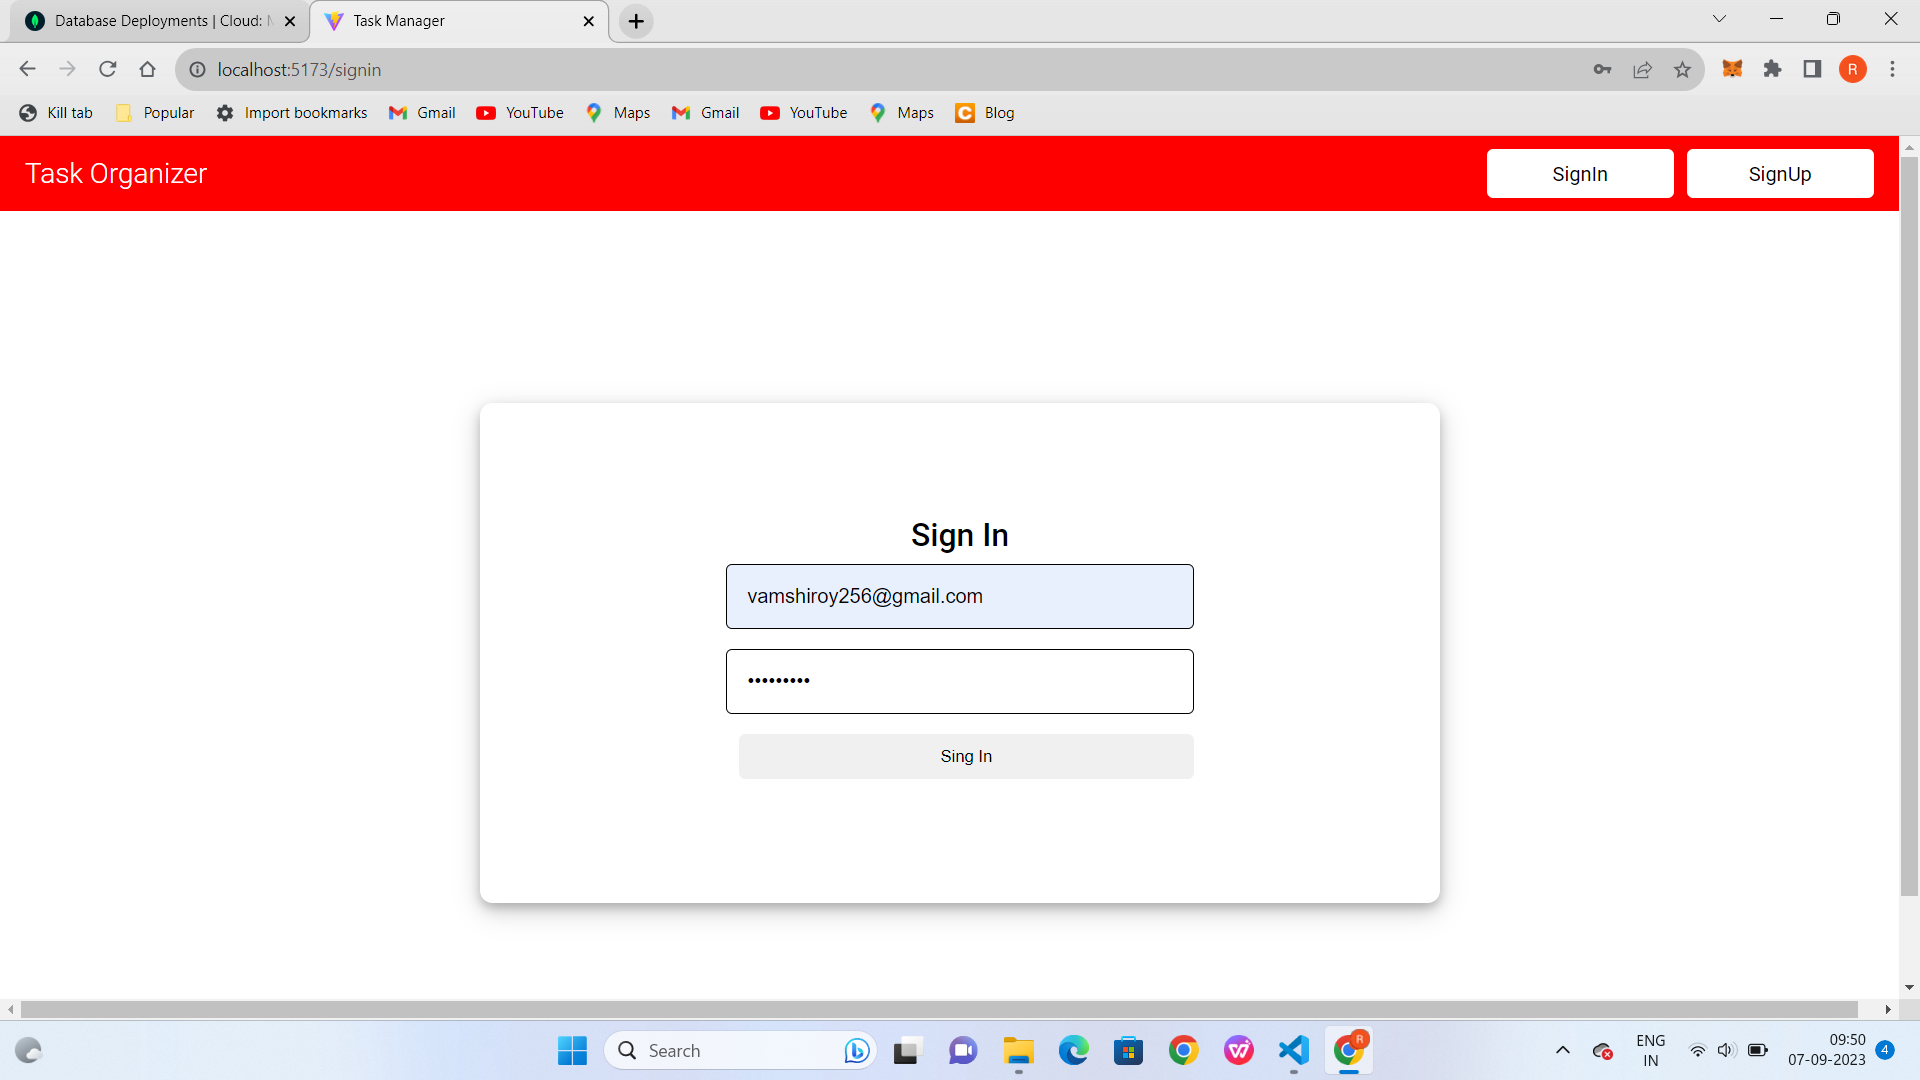 Database Deployments | Cloud:
Task Manager
localhost:5173/signin
R
Kill tab
Popular
Import bookmarks
Gmail
YouTube
Maps
Gmail
YouTube
Maps
C
Blog
Task Organizer
SignIn
SignUp
Sign In
vamshiroy256@gmail.com
•••••••••
Sing In
Search
R
ENG
IN
09:50
07-09-2023
4